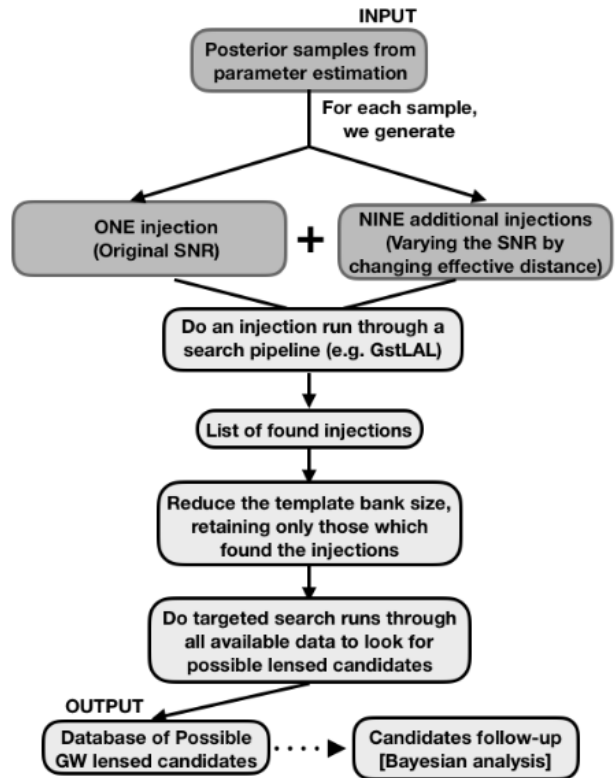 INPUT
Posterior samples from
parameter estimation
For each sample,
we generate
ONE injection
(Original SNR)
+
NINE additional injections
(Varying the SNR by
changing effective distance)
Do an injection run through a
search pipeline (e.g. GstLAL)
List of found injections
Reduce the template bank size,
retaining only those which
found the injections
Do targeted search runs through
all available data to look for
possible lensed candidates
OUTPUT
Database of Possible
GW lensed candidates
Candidates follow-up
[Bayesian analysis]